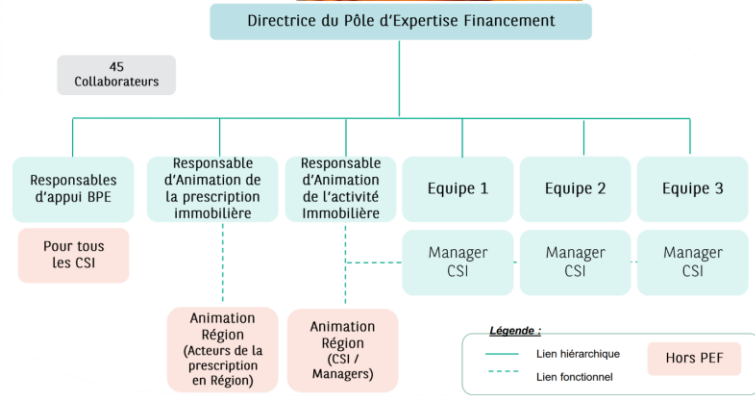 Directrice du Pôle d'Expertise Financement
45
Collaborateurs
Responsables
d'appui BPE
Responsable
d'Animation de
la prescription
immobilière
Responsable
d'Animation
de l'activité
Immobilière
Equipe 1
Equipe 2
Equipe 3
Pour tous
les CSI
Manager
CSI
Manager
CSI
Manager
CSI
Animation
Région
(Acteurs de la
prescription
en Région)
Animation
Région
(CSI /
Managers)
Légende :
Lien hiérarchique
Lien fonctionnel
Hors PEF